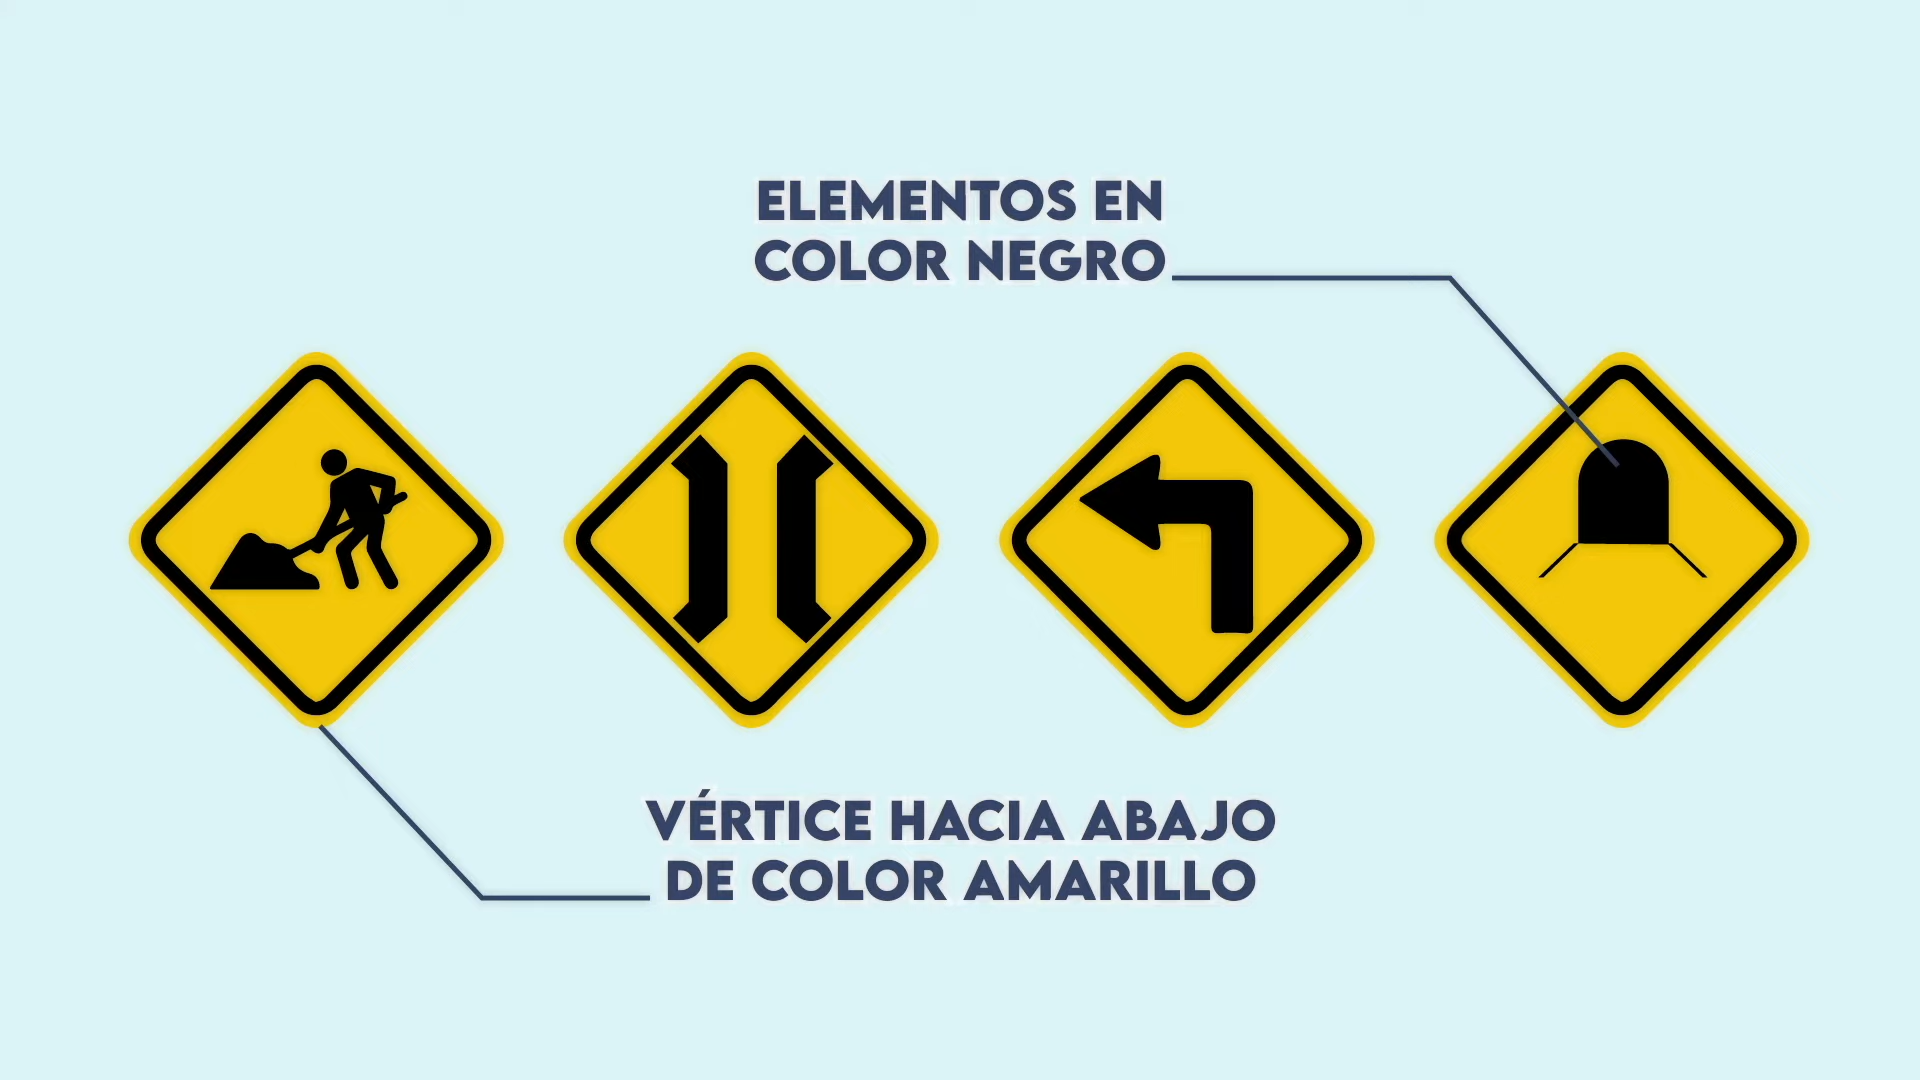 ELEMENTOS EN
COLOR NEGRO
VÉRTICE HACIA ABAJO
DE COLOR AMARILLO